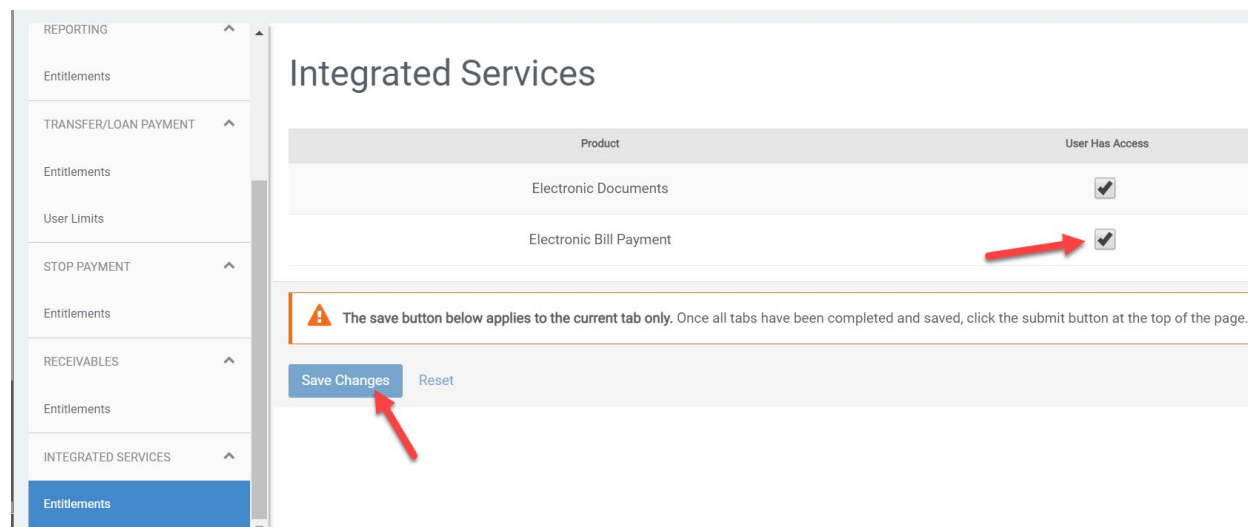 REPORTING
Entitlements
TRANSFER/LOAN PAYMENT
Entitlements
User Limits
STOP PAYMENT
Entitlements
RECEIVABLES
Entitlements
INTEGRATED SERVICES
Entitlements
Integrated Services
Product User Has Access
Electronic Documents
Electronic Bill Payment
The save button below applies to the current tab only. Once all tabs have been completed and saved, click the submit button at the top of the page.
Save Changes Reset